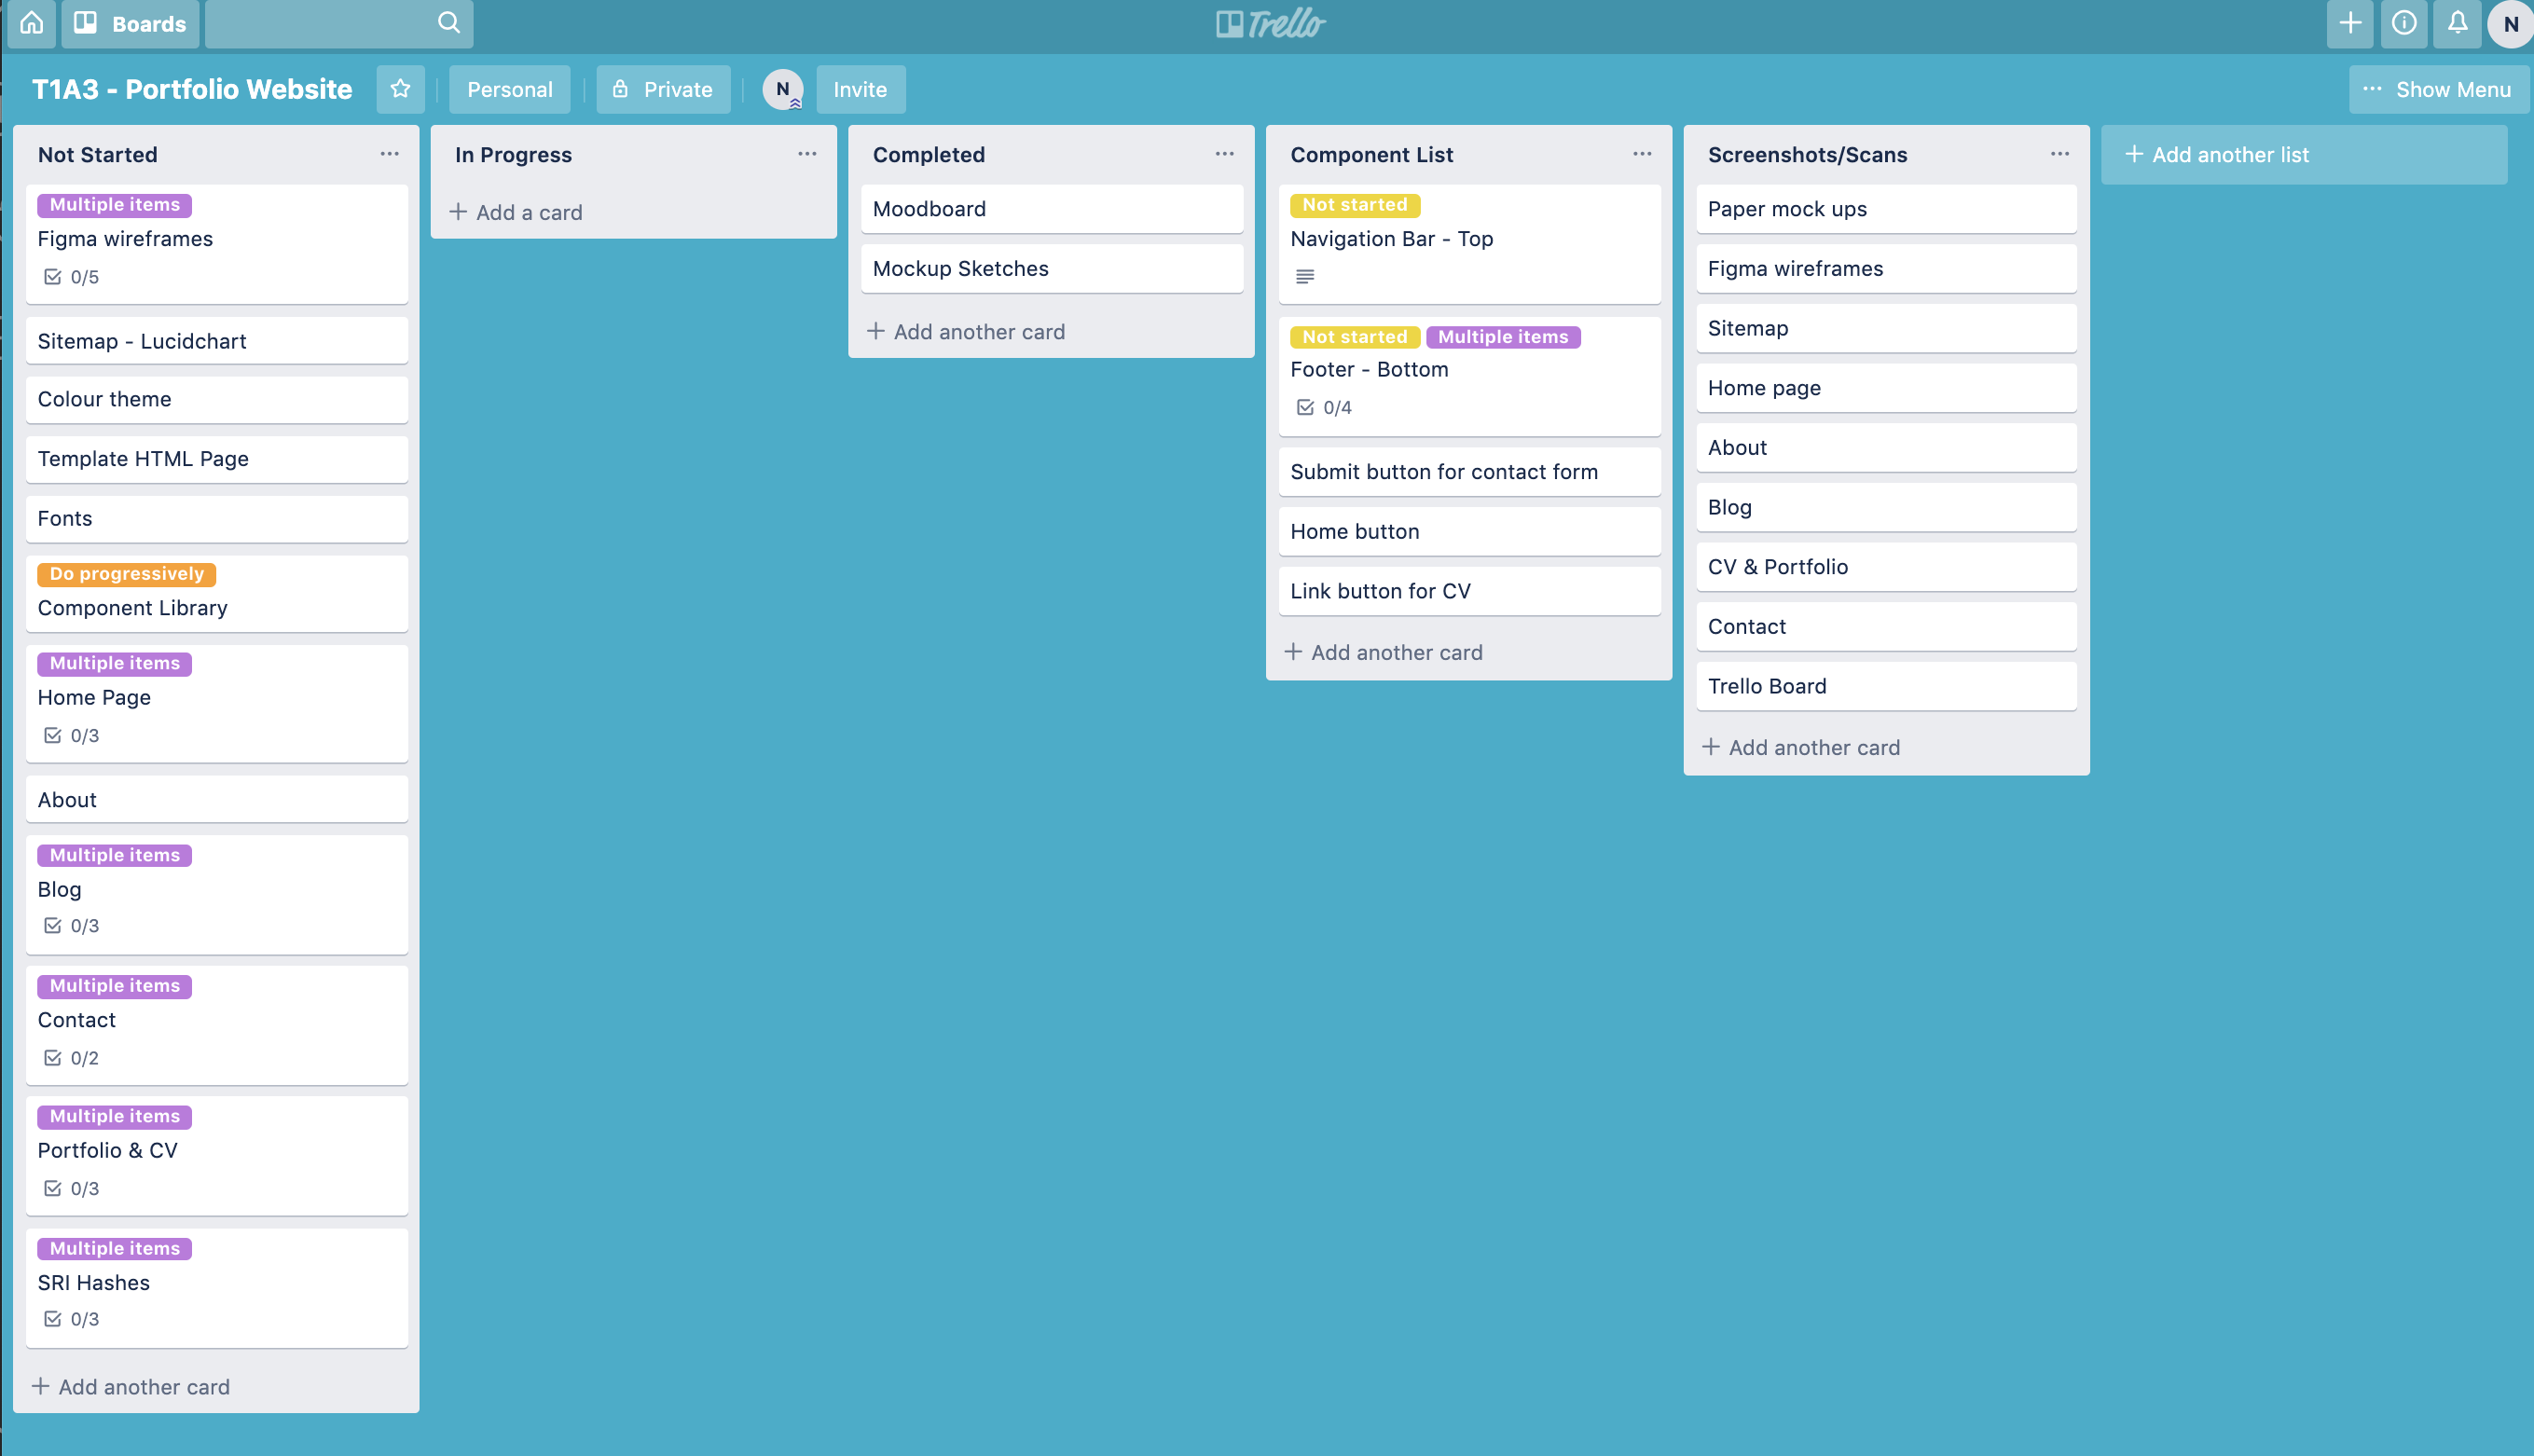 Boards
Trello
N
T1A3 - Portfolio Website
Personal
Private
N
Invite
Show Menu
Not Started
Multiple items
Figma wireframes
0/5
Sitemap - Lucidchart
Colour theme
Template HTML Page
Fonts
Do progressively
Component Library
Multiple items
Home Page
0/3
About
Multiple items
Blog
0/3
Multiple items
Contact
0/2
Multiple items
Portfolio & CV
0/3
Multiple items
SRI Hashes
0/3
+ Add another card
In Progress
+ Add a card
Completed
Moodboard
Mockup Sketches
+ Add another card
Component List
Not started
Navigation Bar - Top
Not started Multiple items
Footer - Bottom
0/4
Submit button for contact form
Home button
Link button for CV
+ Add another card
Screenshots/Scans
Paper mock ups
Figma wireframes
Sitemap
Home page
About
Blog
CV & Portfolio
Contact
Trello Board
+ Add another card
+ Add another list